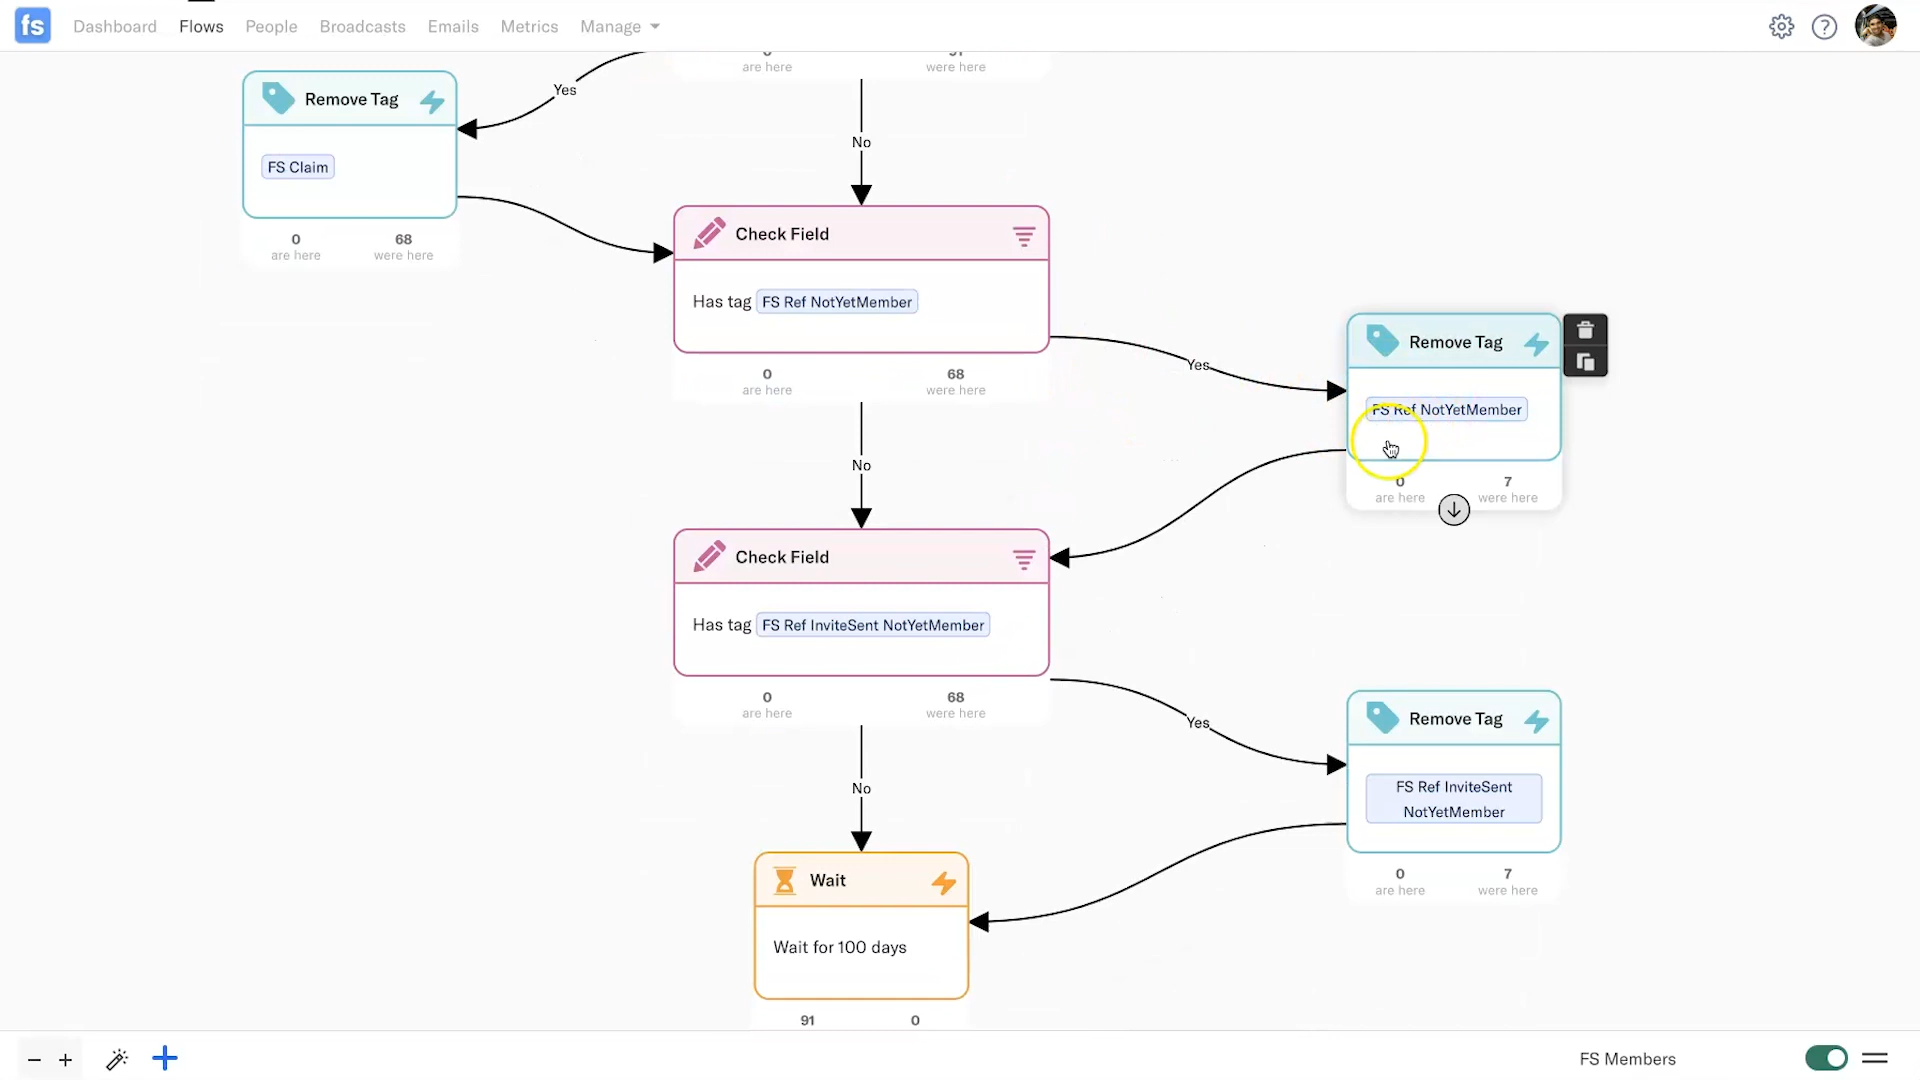 fs
Dashboard
Flows
People
Broadcasts
Emails
Metrics
Manage
are here
were here
Yes
Remove Tag
FS Claim
0
are here
68
were here
No
Check Field
Has tag FS Ref NotYetMember
0
are here
68
were here
Yes
Remove Tag
FS Ref NotYetMember
0
are here
7
were here
No
Check Field
Has tag FS Ref InviteSent NotYetMember
0
are here
68
were here
Yes
Remove Tag
FS Ref InviteSent
NotYetMember
0
are here
7
were here
No
Wait
Wait for 100 days
91
0
FS Members